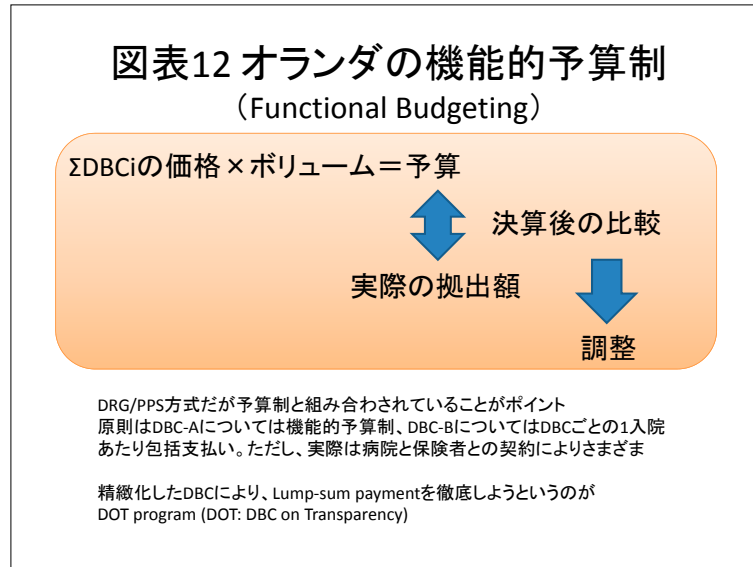 図表12 オランダの機能的予算制
（Functional Budgeting）
ΣDBCiの価格×ボリューム＝予算
決算後の比較
実際の拠出額
調整
DRG/PPS方式だが予算制と組み合わされていることがポイント
原則はDBC-Aについては機能的予算制、DBC-BについてはDBCごとの1入院
あたり包括支払い。ただし、実際は病院と保険者との契約によりさまざま
精緻化したDBCにより、Lump-sum paymentを徹底しようというのが
DOT program (DOT: DBC on Transparency)